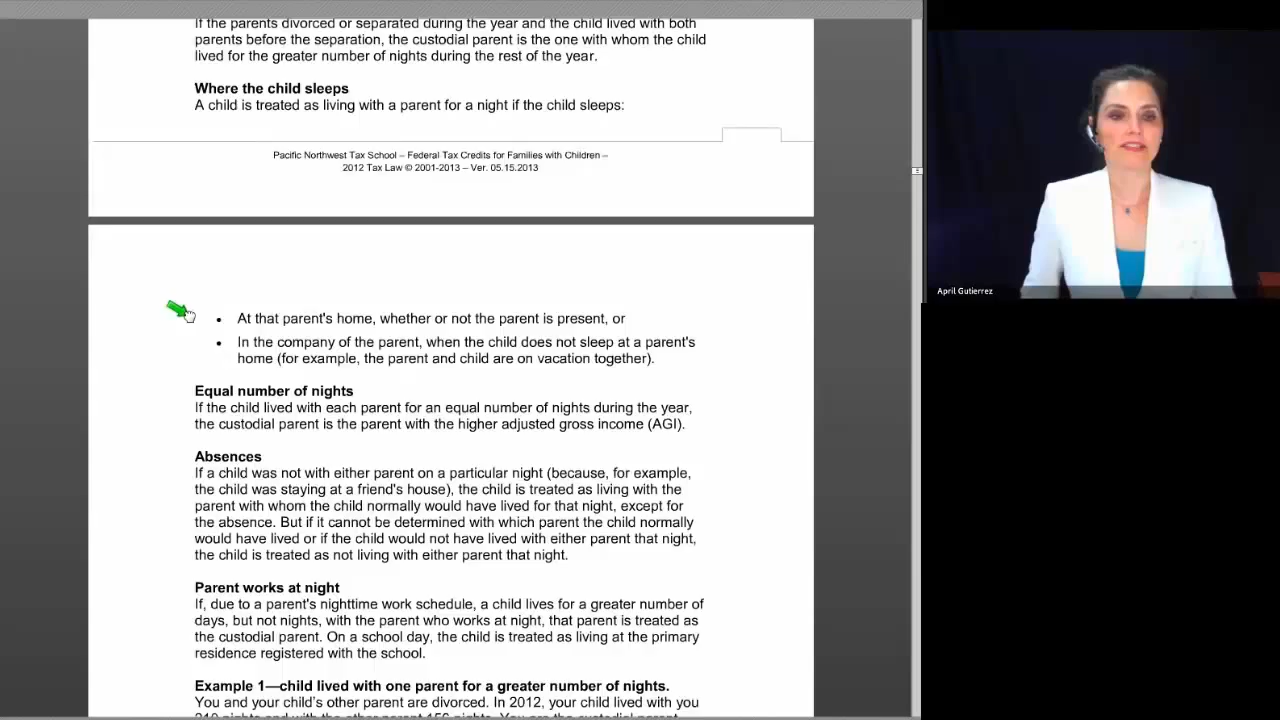 If the parents divorced or separated during the year and the child lived with both
parents before the separation, the custodial parent is the one with whom the child
lived for the greater number of nights during the rest of the year.
Where the child sleeps
A child is treated as living with a parent for a night if the child sleeps:
Pacific Northwest Tax School – Federal Tax Credits for Families with Children –
2012 Tax Law © 2001-2013 – Ver. 05.15.2013
• At that parent's home, whether or not the parent is present, or
• In the company of the parent, when the child does not sleep at a parent's
home (for example, the parent and child are on vacation together).
Equal number of nights
If the child lived with each parent for an equal number of nights during the year,
the custodial parent is the parent with the higher adjusted gross income (AGI).
Absences
If a child was not with either parent on a particular night (because, for example,
the child was staying at a friend's house), the child is treated as living with the
parent with whom the child normally would have lived for that night, except for
the absence. But if it cannot be determined with which parent the child normally
would have lived or if the child would not have lived with either parent that night,
the child is treated as not living with either parent that night.
Parent works at night
If, due to a parent's nighttime work schedule, a child lives for a greater number of
days, but not nights, with the parent who works at night, that parent is treated as
the custodial parent. On a school day, the child is treated as living at the primary
residence registered with the school.
Example 1—child lived with one parent for a greater number of nights.
You and your child's other parent are divorced. In 2012, your child lived with you
nights and with the other parent 156 nights. You are the custodial parent
April Gutierrez